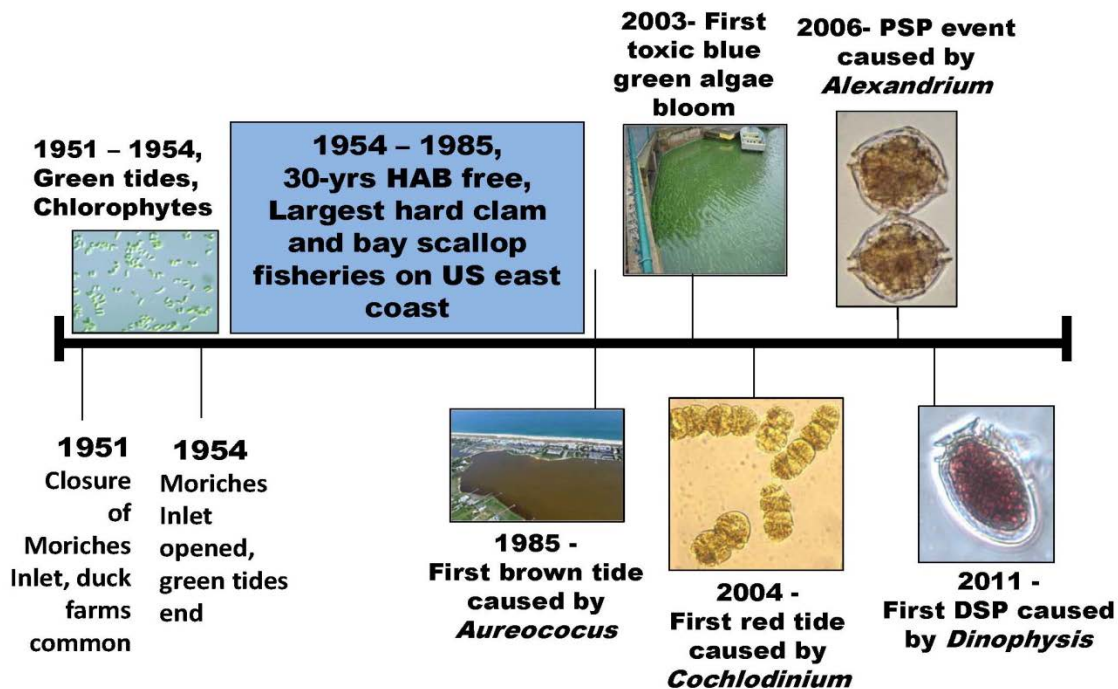 1951 – 1954,
Green tides,
Chlorophytes
1954 – 1985,
30-yrs HAB free,
Largest hard clam
and bay scallop
fisheries on US east
coast
2003- First
toxic blue
green algae
bloom
2006- PSP event
caused by
Alexandrium
1951
Closure
of
Moriches
Inlet, duck
farms
common
1954
Moriches
Inlet
opened,
green tides
end
1985 -
First brown tide
caused by
Aureococus
2004 -
First red tide
caused by
Cochlodinium
2011 -
First DSP caused
by Dinophysis